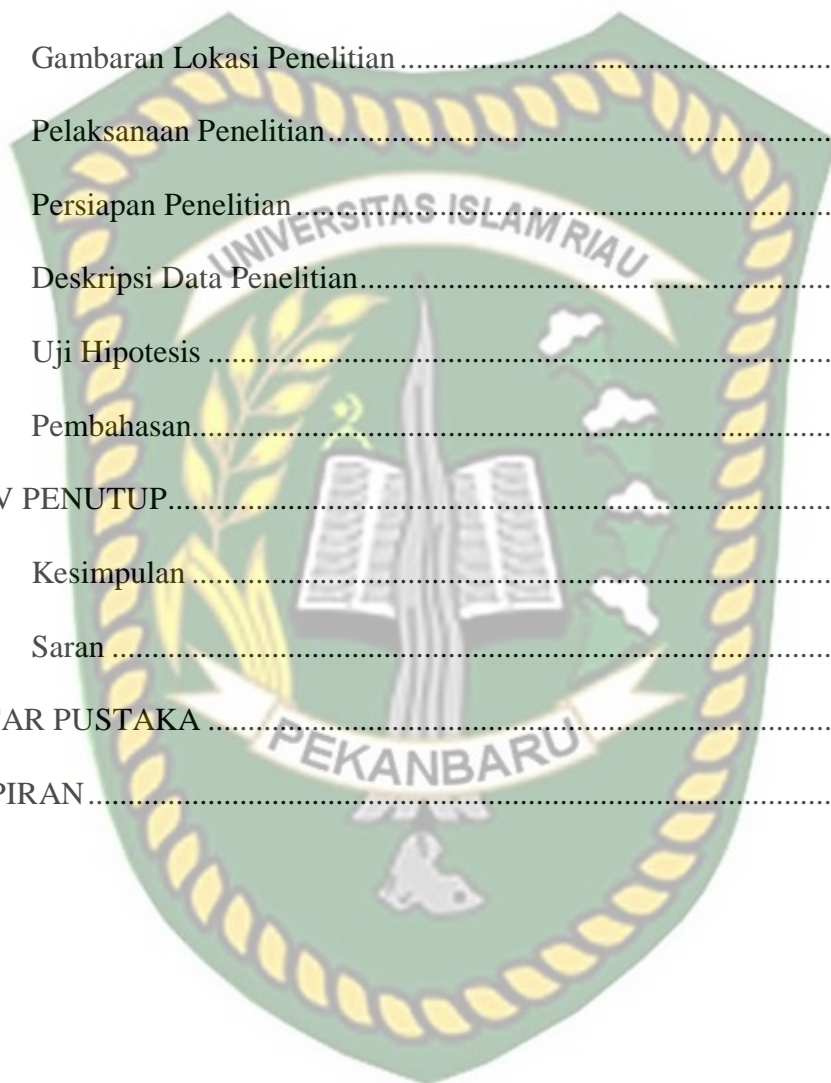 Gambaran Lokasi Penelitian ...................................................................
Pelaksanaan Penelitian...................................................................
Persiapan Penelitian ...................................................................
UNIVERSITAS ISLAM RIAU
Deskripsi Data Penelitian...................................................................
Uji Hipotesis ...................................................................
Pembahasan...................................................................
V PENUTUP...................................................................
Kesimpulan ...................................................................
Saran ...................................................................
AR PUSTAKA ...................................................................
PEKANBARU
PIRAN...................................................................